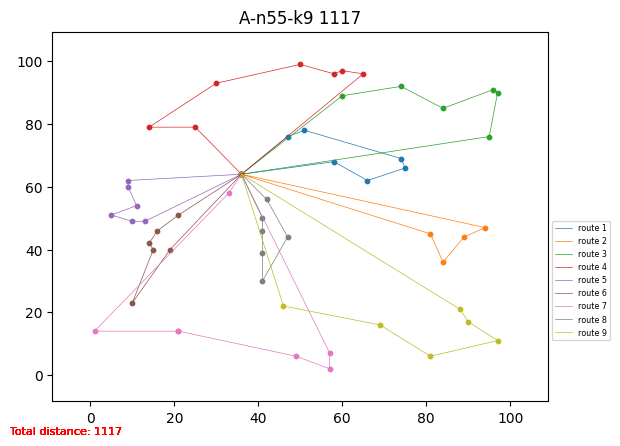 A-n55-k9 1117
100
80
60
40
20
0
0 20 40 60 80 100
route 1
route 2
route 3
route 4
route 5
route 6
route 7
route 8
route 9
Total distance: 1117